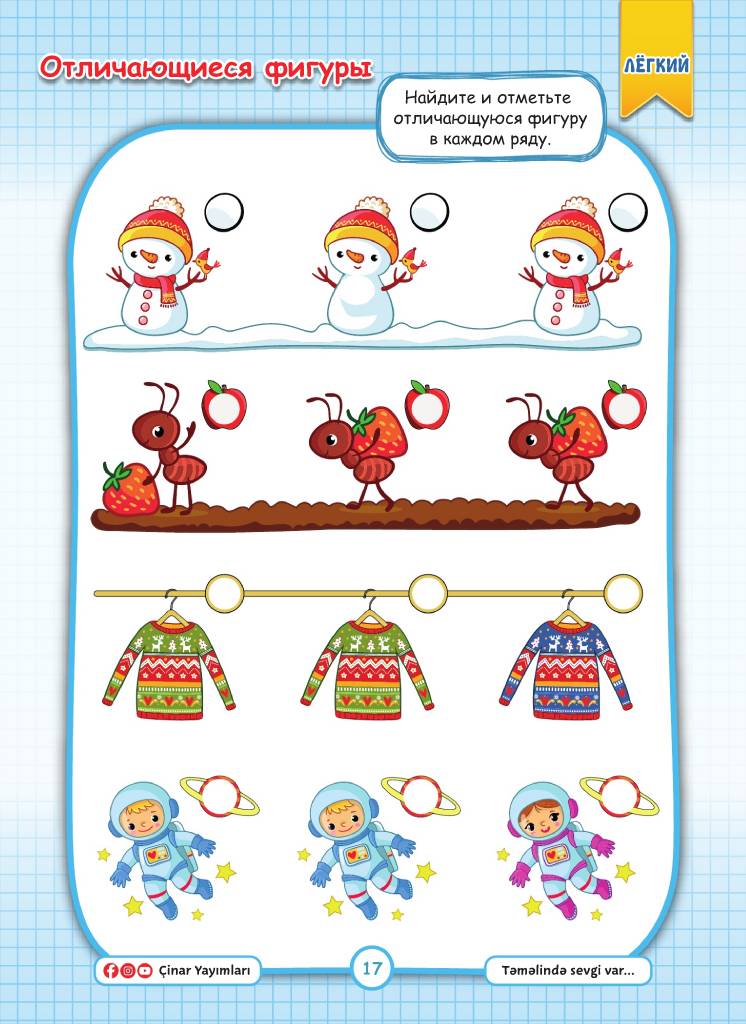 Отличающиеся фигуры
ЛЁГКИЙ
Найдите и отметьте
отличающуюся фигуру
в каждом ряду.
Çinar Yayımları
17
Təməlində sevgi var...